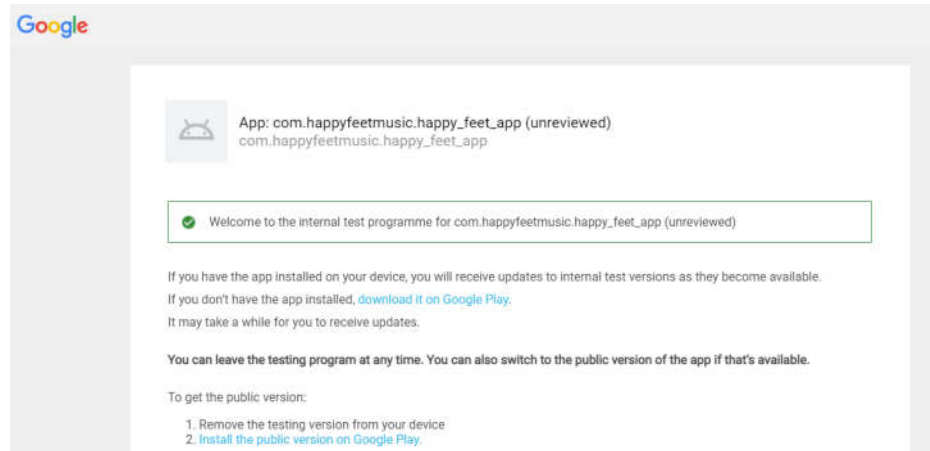 Google
App: com.happyfeetmusic.happy_feet_app (unreviewed)
com.happyfeetmusic.happy_feet_app
Welcome to the internal test programme for com.happyfeetmusic.happy_feet_app (unreviewed)
If you have the app installed on your device, you will receive updates to internal test versions as they become available.
If you don't have the app installed, download it on Google Play.
It may take a while for you to receive updates.
You can leave the testing program at any time. You can also switch to the public version of the app if that's available.
To get the public version:
1. Remove the testing version from your device
2. Install the public version on Google Play.